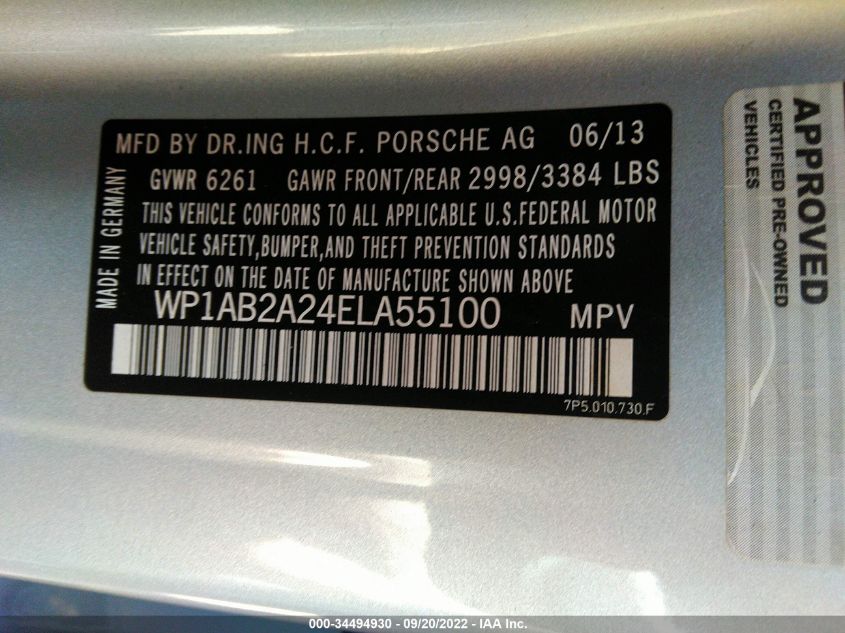 MFD BY DR.ING H.C.F. PORSCHE AG 06/13
GVWR 6261 GAWR FRONT/REAR 2998/3384 LBS
THIS VEHICLE CONFORMS TO ALL APPLICABLE U.S.FEDERAL MOTOR
VEHICLE SAFETY,BUMPER,AND THEFT PREVENTION STANDARDS
IN EFFECT ON THE DATE OF MANUFACTURE SHOWN ABOVE
WP1AB2A24ELA55100 MPV
7P5.010.730.F
MADE IN GERMANY
APPROVED
CERTIFIED PRE-OWNED
VEHICLES
000-34494930 - 09/20/2022 - IAA Inc.